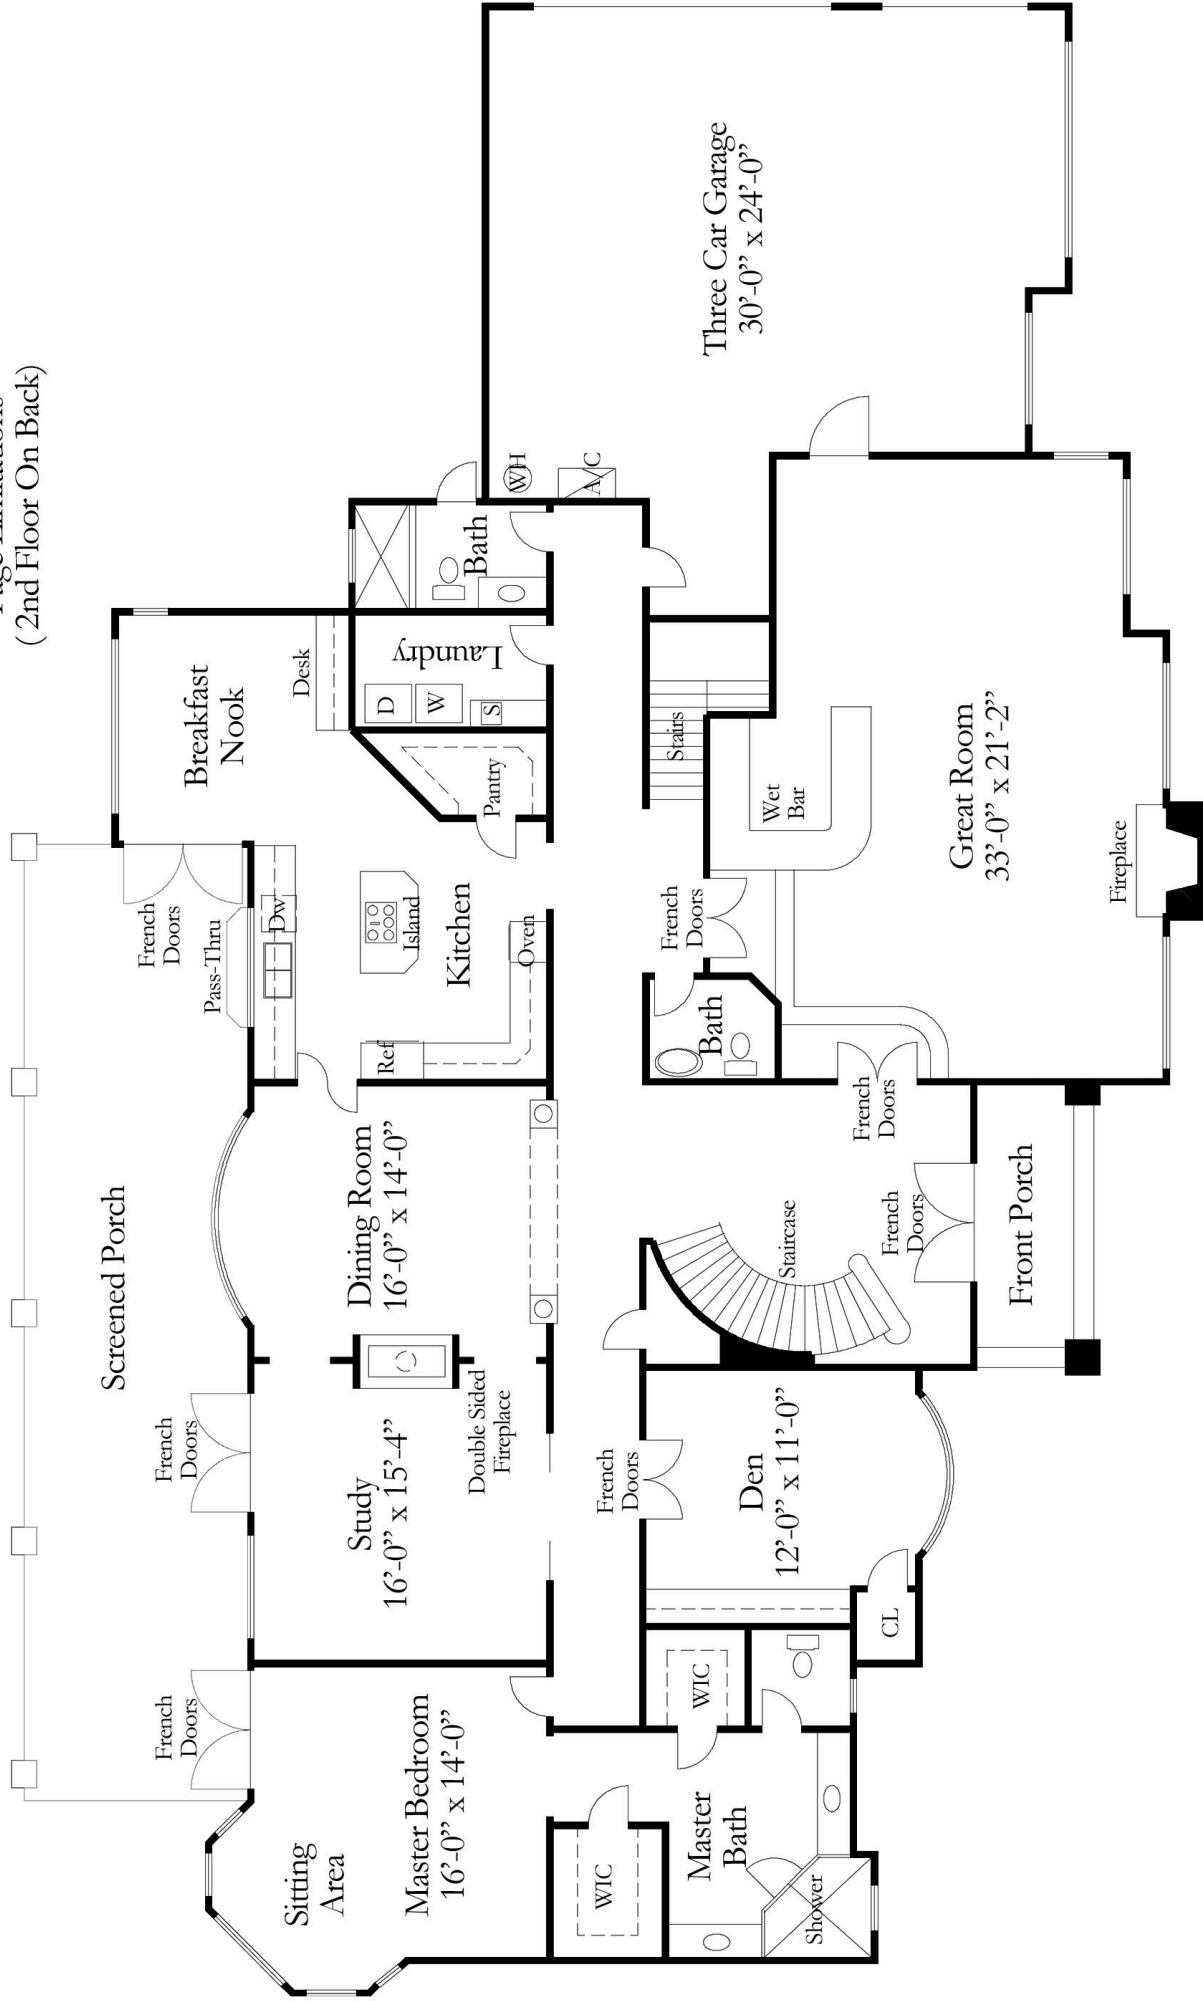 (2nd Floor On Back)
Screened Porch
French
Doors
French
Doors
French
Doors
Pass-Thru
Breakfast
Nook
Desk
Sitting
Area
Master Bedroom
16'-0" x 14'-0"
Study
16'-0" x 15'-4"
Double Sided
Fireplace
Dining Room
16'-0" x 14'-0"
Dw
Ref
Island
Kitchen
Oven
Pantry
D
W
S
Laundry
Bath
WH
A/C
Three Car Garage
30'-0" x 24'-0"
WIC
WIC
Master
Bath
Shower
French
Doors
Den
12'-0" x 11'-0"
CL
Staircase
French
Doors
Front Porch
French
Doors
Bath
French
Doors
Stairs
Wet
Bar
Great Room
33'-0" x 21'-2"
Fireplace